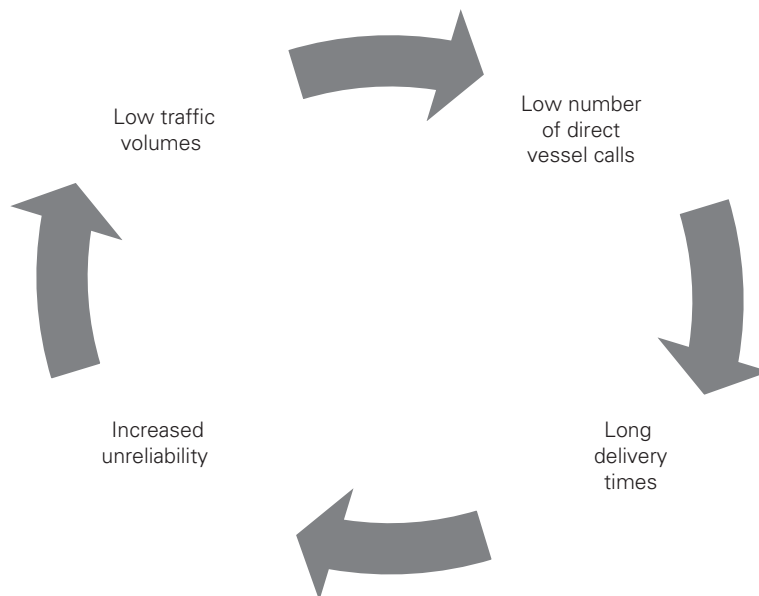 Low traffic
volumes
Low number
of direct
vessel calls
Long
delivery
times
Increased
unreliability